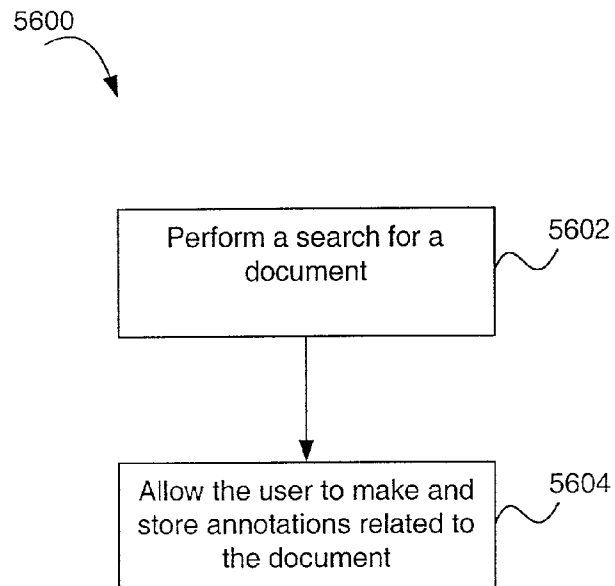 5600
Perform a search for a
document
5602
Allow the user to make and
store annotations related to
the document
5604